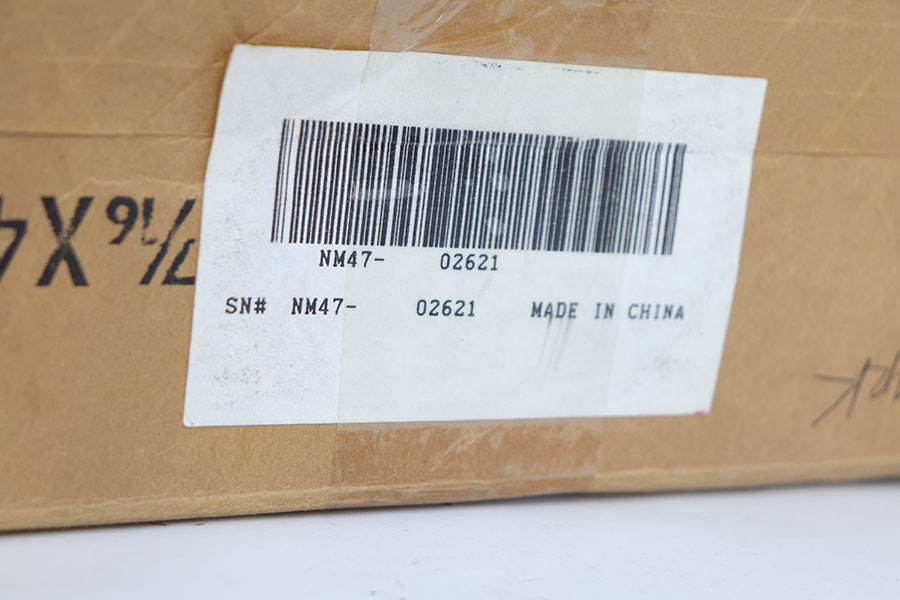 NM47- 02621
SN# NM47- 02621 MADE IN CHINA